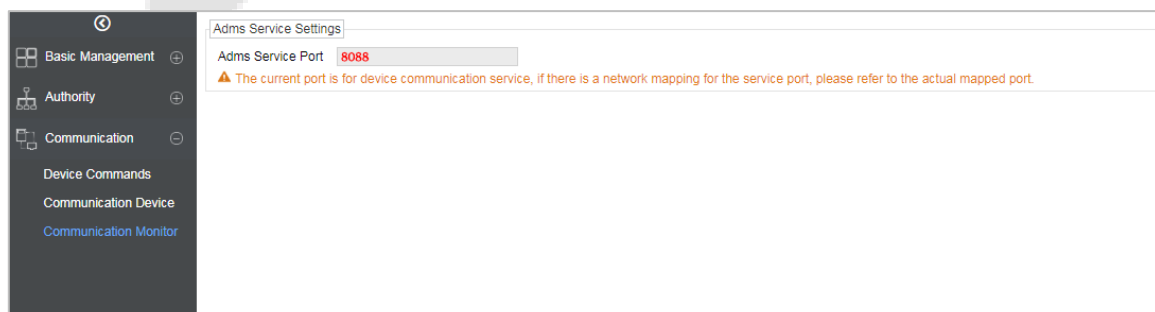 Basic Management
Authority
Communication
Device Commands
Communication Device
Communication Monitor
Adms Service Settings
Adms Service Port 8088
The current port is for device communication service, if there is a network mapping for the service port, please refer to the actual mapped port.